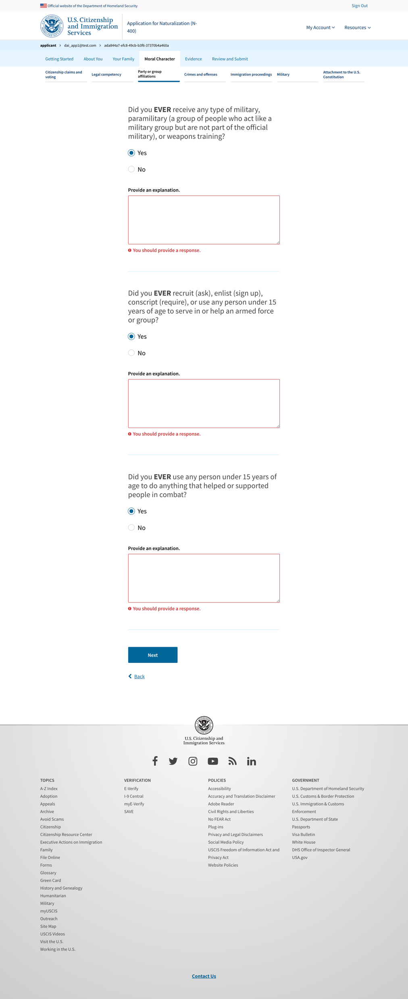 Official website of the Department of Homeland Security
Sign Out
U.S. Citizenship
and Immigration
Services
Application for Naturalization (N-
400)
My Account
Resources
applicant > dai_app1@test.com > ada844a7-efc8-49cb-b3f6-37370b4a460a
Getting Started
About You
Your Family
Moral Character
Evidence
Review and Submit
Citizenship claims and
voting
Legal competency
Party or group
affiliations
Crimes and offenses
Immigration proceedings
Military
Attachment to the U.S.
Constitution
Did you EVER receive any type of military,
paramilitary (a group of people who act like a
military group but are not part of the official
military), or weapons training?
Yes
No
Provide an explanation.
You should provide a response.
Did you EVER recruit (ask), enlist (sign up),
conscript (require), or use any person under 15
years of age to serve in or help an armed force
or group?
Yes
No
Provide an explanation.
You should provide a response.
Did you EVER use any person under 15 years of
age to do anything that helped or supported
people in combat?
Yes
No
Provide an explanation.
You should provide a response.
Next
Back
U.S. Citizenship and
Immigration Services
TOPICS
A-Z Index
Adoption
Appeals
Archive
Avoid Scams
Citizenship
Citizenship Resource Center
Executive Actions on Immigration
Family
File Online
Forms
Glossary
Green Card
History and Genealogy
Humanitarian
Military
myUSCIS
Outreach
Site Map
USCIS Videos
Visit the U.S.
Working in the U.S.
VERIFICATION
E-Verify
I-9 Central
myE-Verify
SAVE
POLICIES
Accessibility
Accuracy and Translation Disclaimer
Adobe Reader
Civil Rights and Liberties
No FEAR Act
Plug-ins
Privacy and Legal Disclaimers
Social Media Policy
USCIS Freedom of Information Act and
Privacy Act
Website Policies
GOVERNMENT
U.S. Department of Homeland Security
U.S. Customs & Border Protection
U.S. Immigration & Customs
Enforcement
U.S. Department of State
Passports
Visa Bulletin
White House
DHS Office of Inspector General
USA.gov
Contact Us